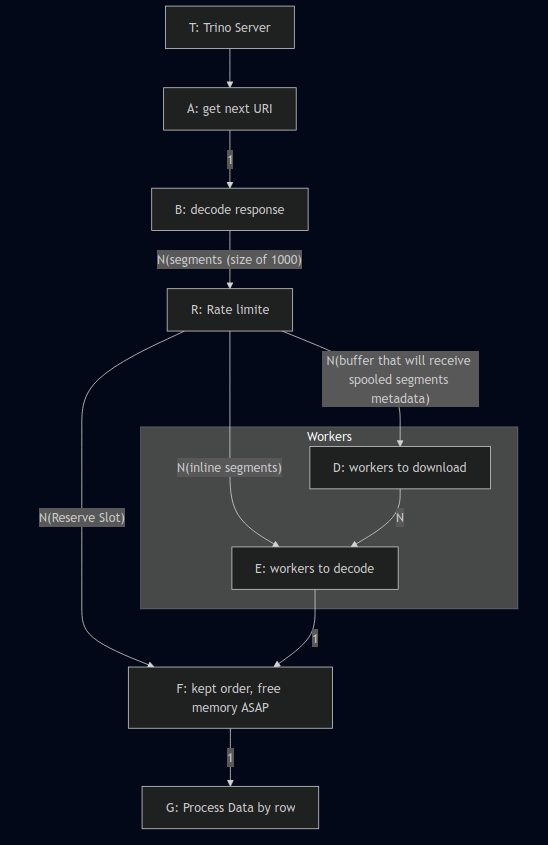 T: Trino Server
A: get next URI
1
B: decode response
N(segments (size of 1000)
R: Rate limite
N(buffer that will receive
spooled segments
metadata)
Workers
N(inline segments)
D: workers to download
N(Reserve Slot)
N
E: workers to decode
1
F: kept order, free
memory ASAP
1
G: Process Data by row